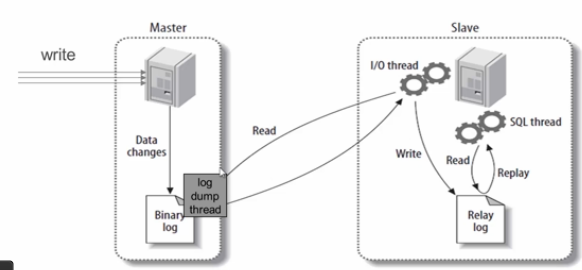 Master
Slave
write
I/O thread
SQL thread
Data
changes
Read
Write
Read
Replay
log
dump
thread
Binary
log
Relay
log